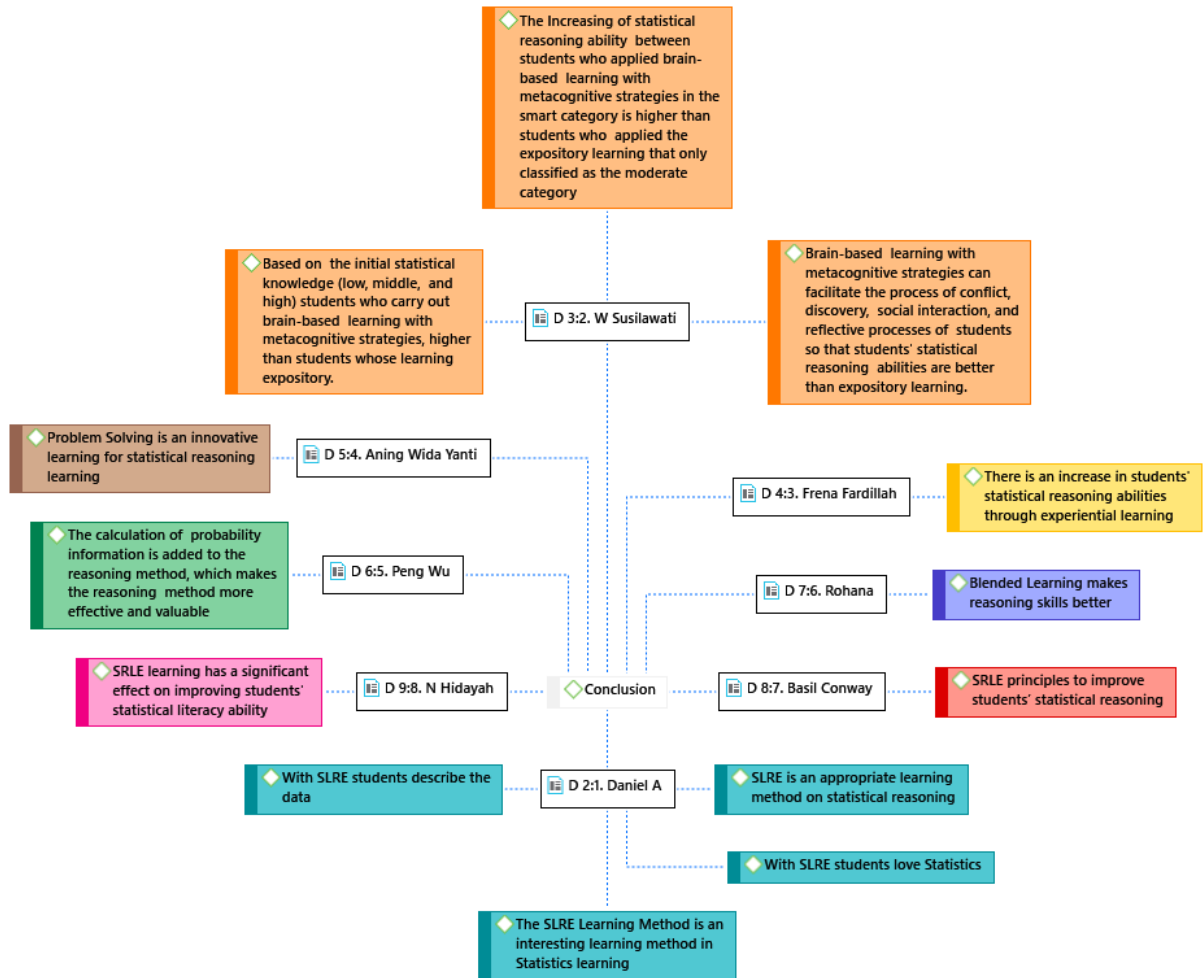 The Increasing of statistical
reasoning ability between
students who applied brain-
based learning with
metacognitive strategies in the
smart category is higher than
students who applied the
expository learning that only
classified as the moderate
category
Based on the initial statistical
knowledge (low, middle, and
high) students who carry out
brain-based learning with
metacognitive strategies, higher
than students whose learning
expository.
D 3:2. W Susilawati
Brain-based learning with
metacognitive strategies can
facilitate the process of conflict,
discovery, social interaction, and
reflective processes of students
so that students' statistical
reasoning abilities are better
than expository learning.
Problem Solving is an innovative
learning for statistical reasoning
learning
D 5:4. Aning Wida Yanti
D 4:3. Frena Fardillah
There is an increase in students'
statistical reasoning abilities
through experiential learning
The calculation of probability
information is added to the
reasoning method, which makes
the reasoning method more
effective and valuable
D 6:5. Peng Wu
D 7:6. Rohana
Blended Learning makes
reasoning skills better
SRLE learning has a significant
effect on improving students'
statistical literacy ability
D 9:8. N Hidayah
Conclusion
D 8:7. Basil Conway
SRLE principles to improve
students' statistical reasoning
With SLRE students describe the
data
D 2:1. Daniel A
SLRE is an appropriate learning
method on statistical reasoning
With SLRE students love Statistics
The SLRE Learning Method is an
interesting learning method in
Statistics learning